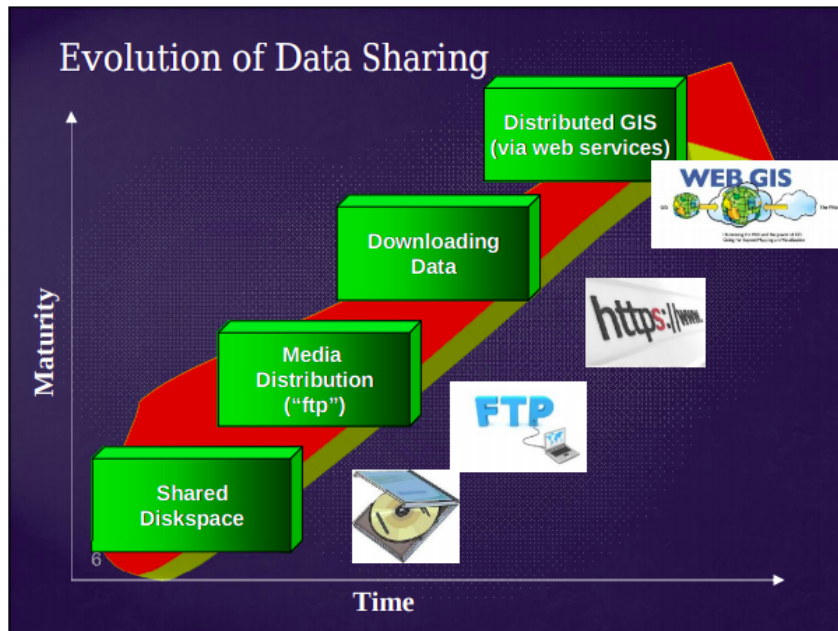 Evolution of Data Sharing
Distributed GIS
(via web services)
WEB GIS
Downloading
Data
https://www.
Maturity
Media
Distribution
(“ftp”)
FTP
Shared
Diskspace
6
Time